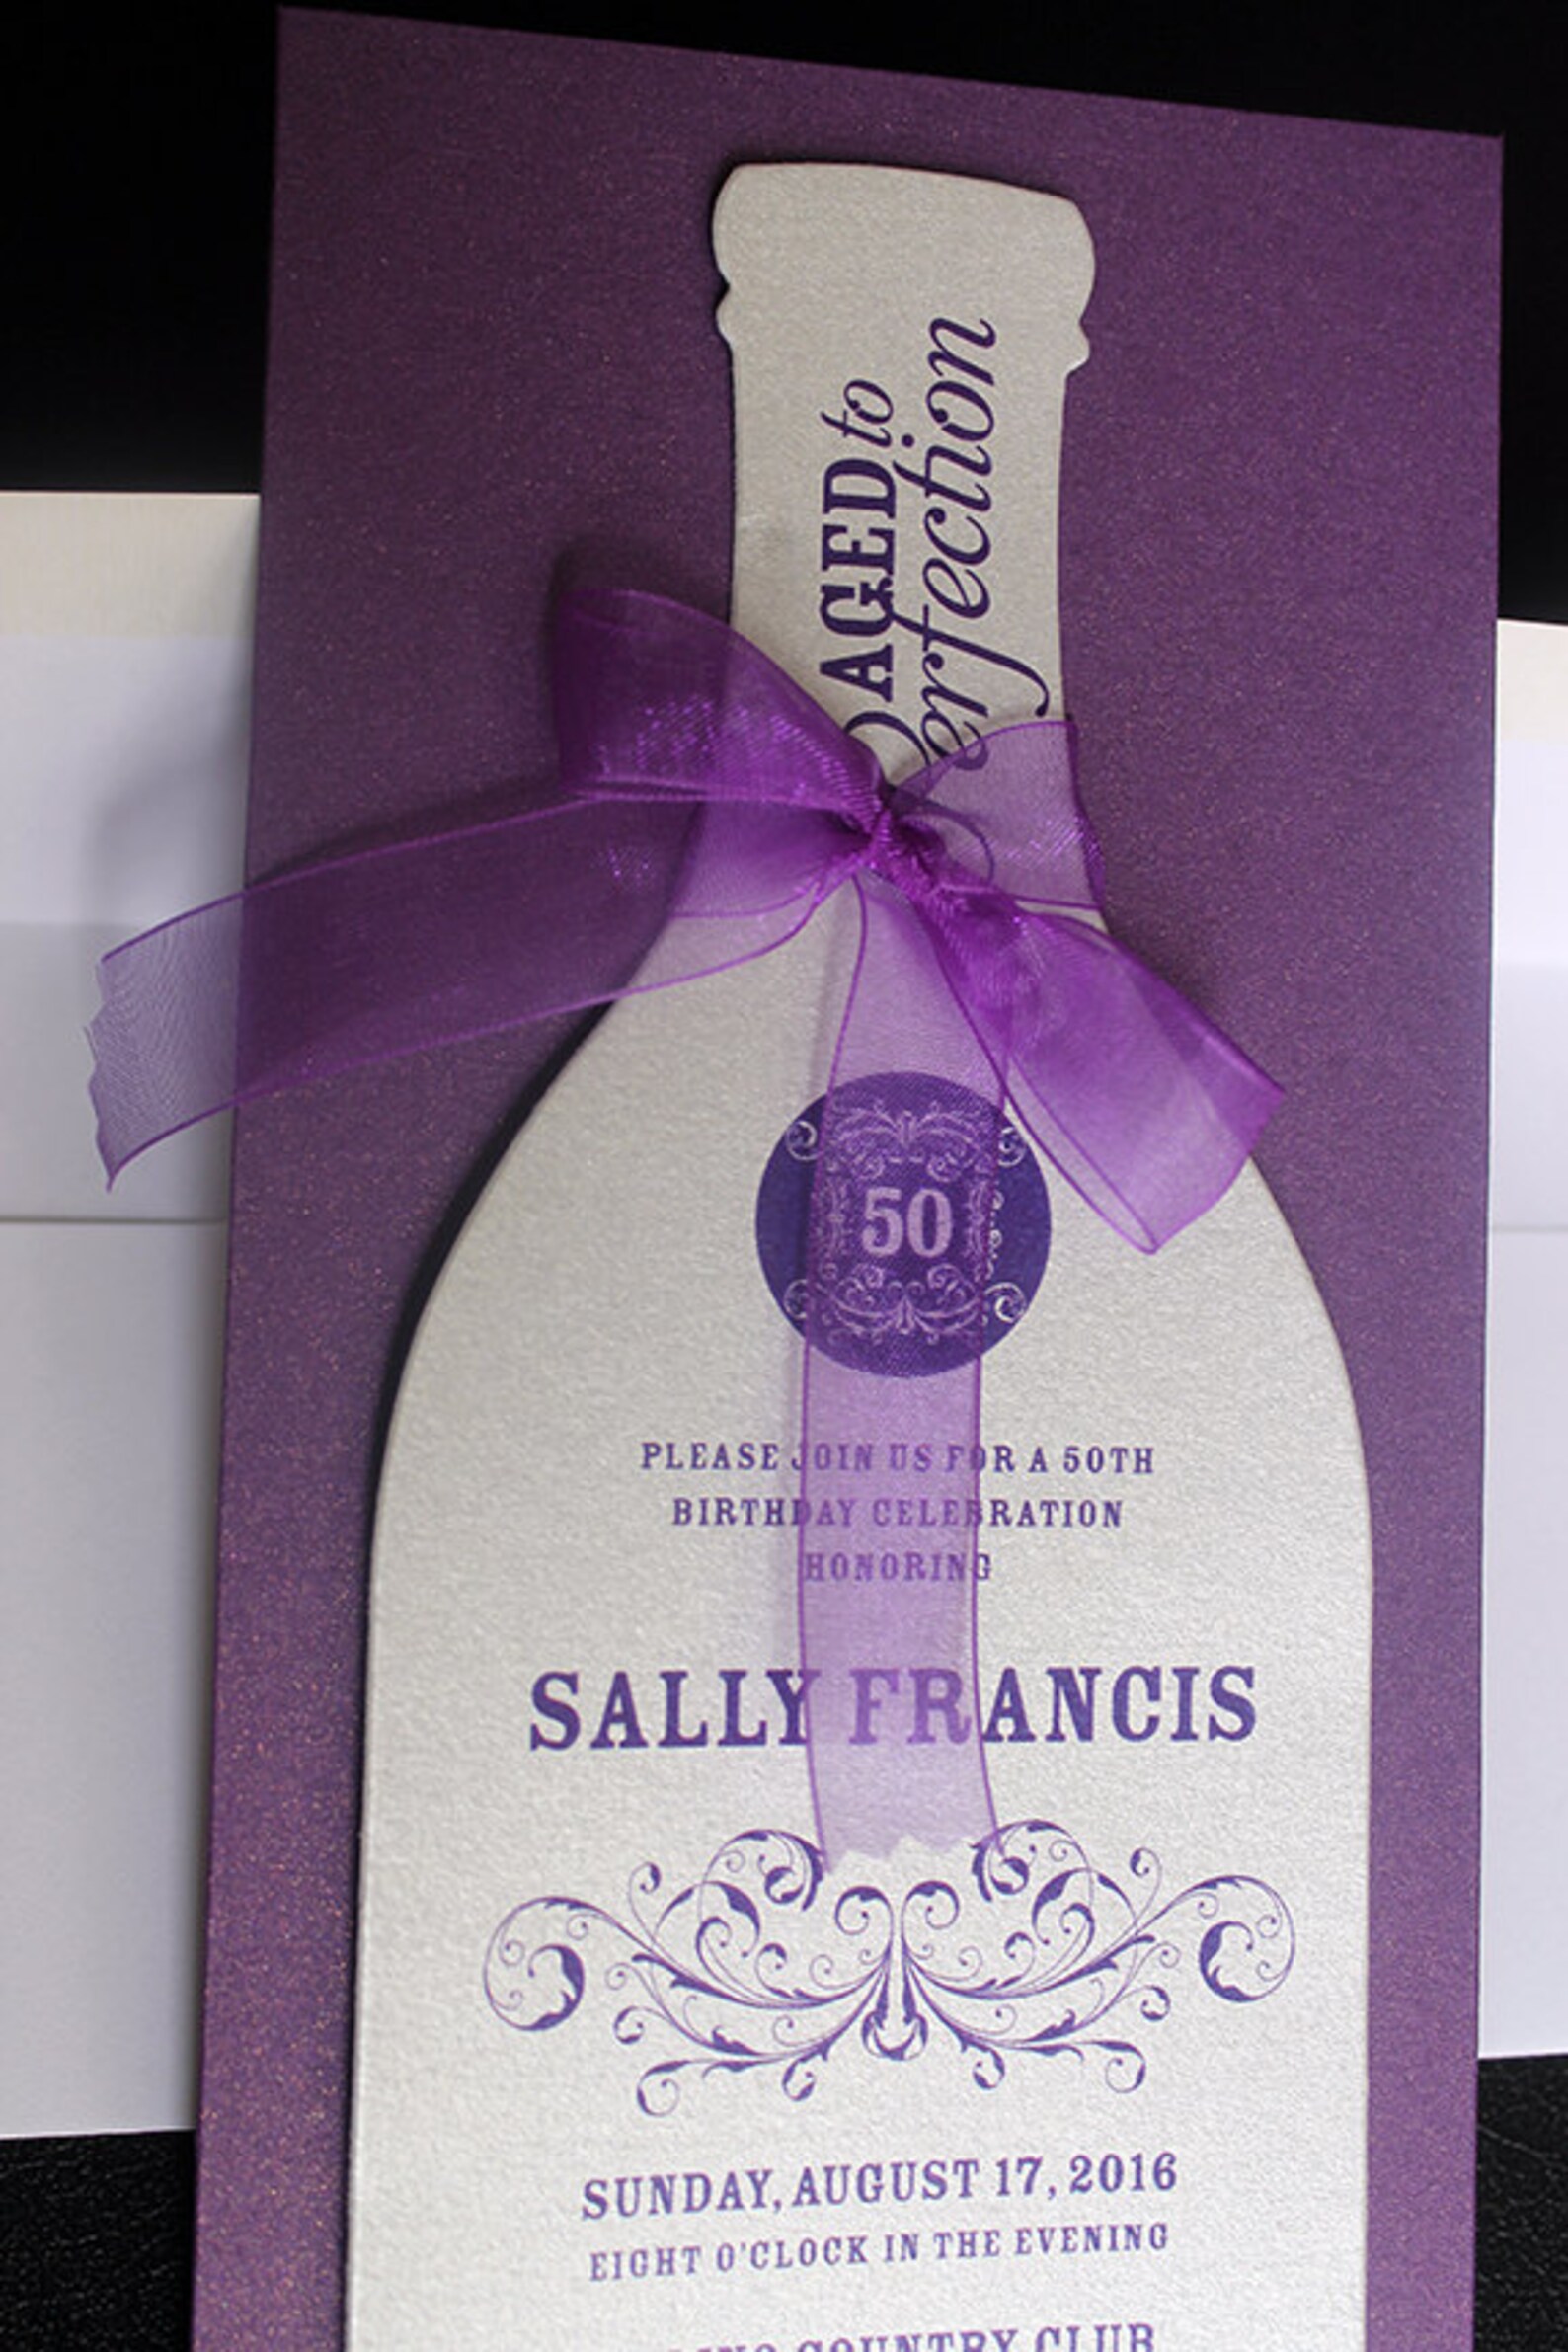 AGED to
erfection
50
PLEASE JOIN US FOR A 50TH
BIRTHDAY CELEBRATION
HONORING
SALLY FRANCIS
SUNDAY, AUGUST 17, 2016
EIGHT O'CLOCK IN THE EVENING
COUNTRY CLUB